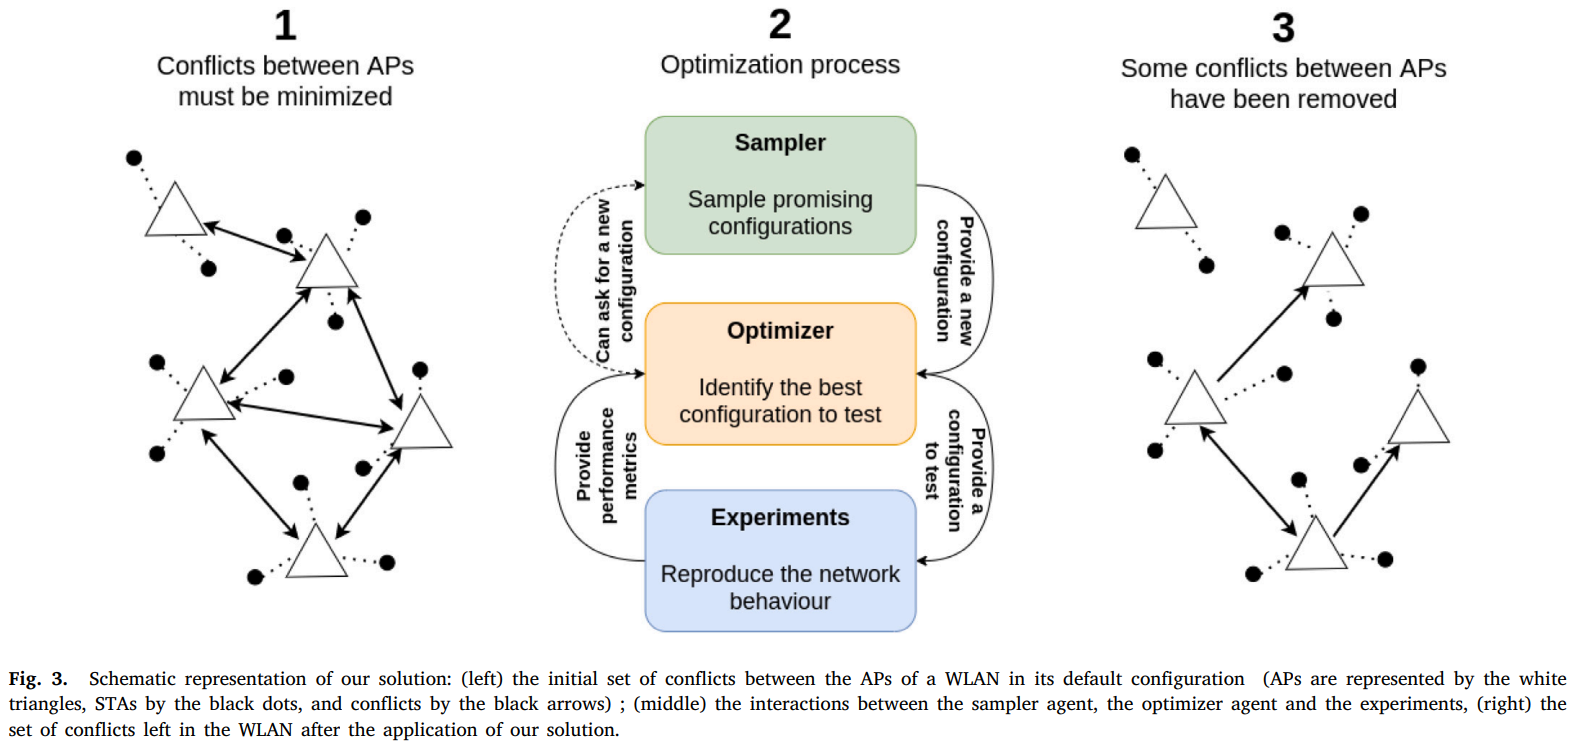 1
Conflicts between APs
must be minimized
2
Optimization process
Sampler
Sample promising
configurations
Can ask for a new
configuration
Provide a new
configuration
Optimizer
Identify the best
configuration to test
Provide
performance
metrics
Provide a
configuration
to test
Experiments
Reproduce the network
behaviour
3
Some conflicts between APs
have been removed
Fig. 3. Schematic representation of our solution: (left) the initial set of conflicts between the APs of a WLAN in its default configuration (APs are represented by the white
triangles, STAs by the black dots, and conflicts by the black arrows) ; (middle) the interactions between the sampler agent, the optimizer agent and the experiments, (right) the
set of conflicts left in the WLAN after the application of our solution.